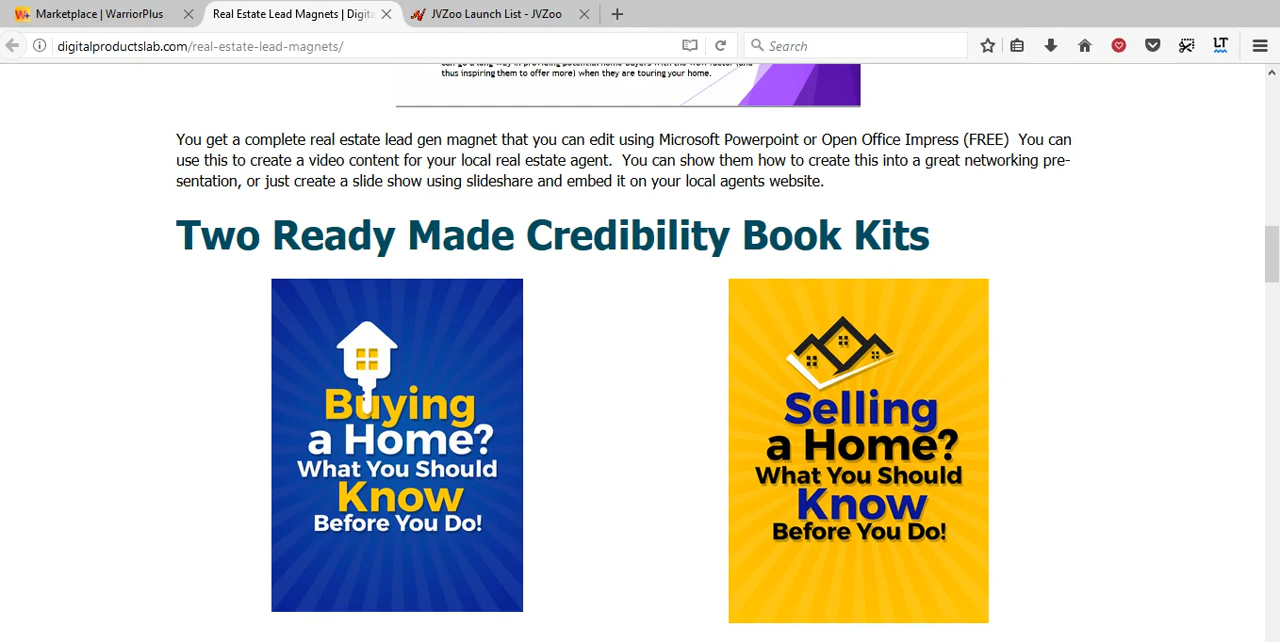 Marketplace | WarriorPlus
Real Estate Lead Magnets | Digita
JVZoo Launch List - JVZoo
digitalproductslab.com/real-estate-lead-magnets/
Search
LT
thus inspiring them to offer more) when they are touring your home.
You get a complete real estate lead gen magnet that you can edit using Microsoft Powerpoint or Open Office Impress (FREE)  You can
use this to create a video content for your local real estate agent.  You can show them how to create this into a great networking pre-
sentation, or just create a slide show using slideshare and embed it on your local agents website.
Two Ready Made Credibility Book Kits
Buying
a Home?
What You Should
Know
Before You Do!
Selling
a Home?
What You Should
Know
Before You Do!